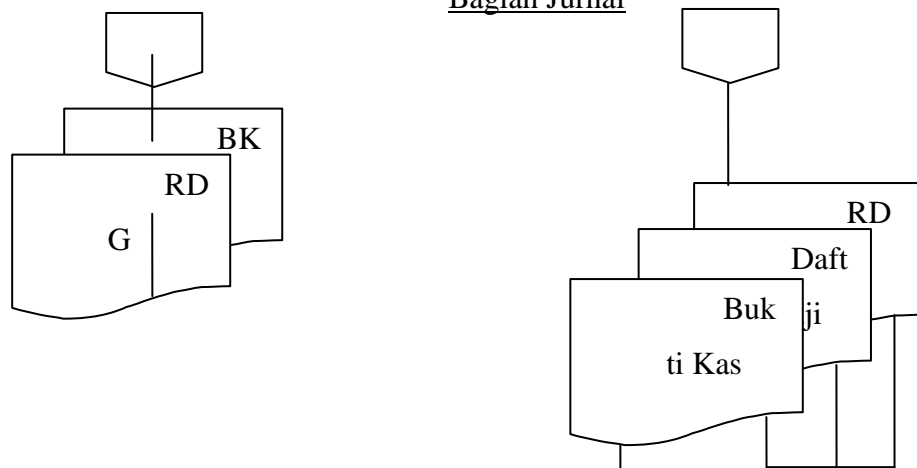 Bagian Jurnal
BK
RD
G
RD
Daft
ji
Buk
ti Kas